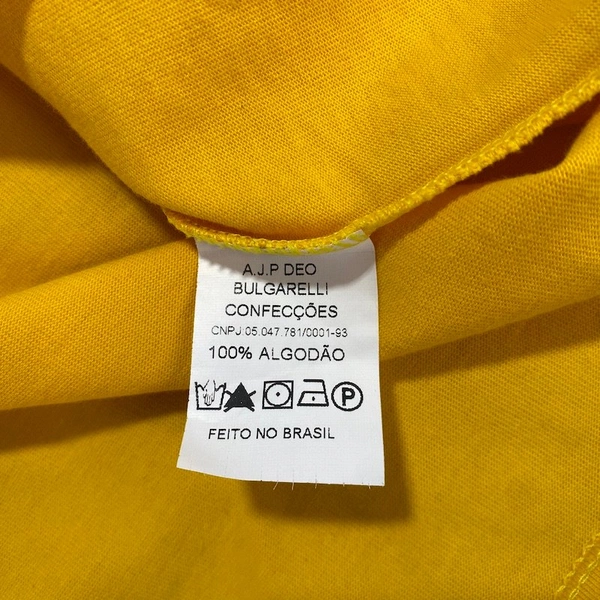 A.J.P DEO
BULGARELLI
CONFECÇÕES
CNPJ 05.047.781/0001-93
100% ALGODÃO
P
FEITO NO BRASIL